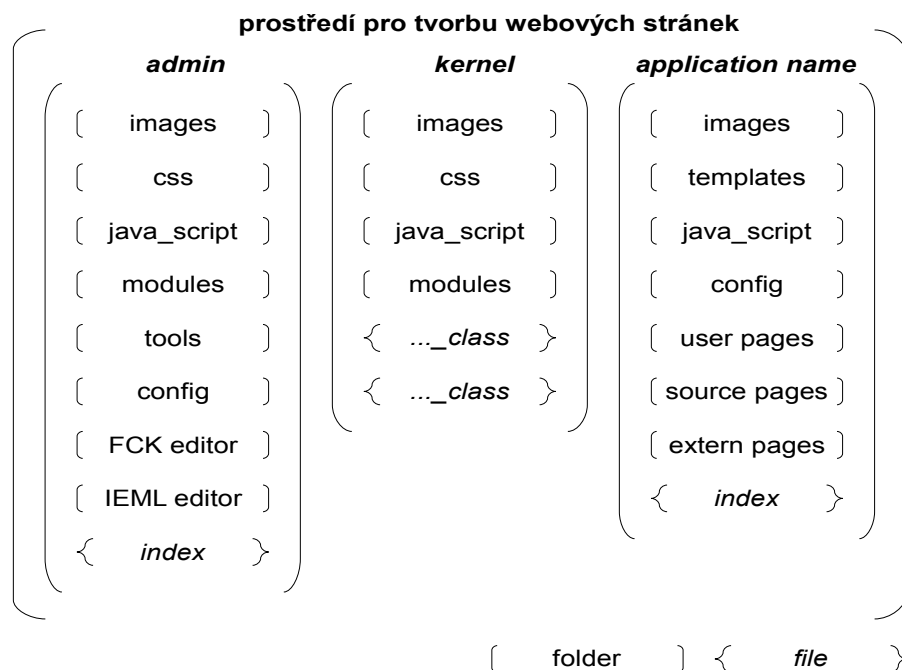 prostředí pro tvorbu webových stránek
admin
images
css
java_script
modules
tools
config
FCK editor
IEML editor
index
kernel
images
css
java_script
modules
..._class
..._class
application name
images
templates
java_script
config
user pages
source pages
extern pages
index
folder
file